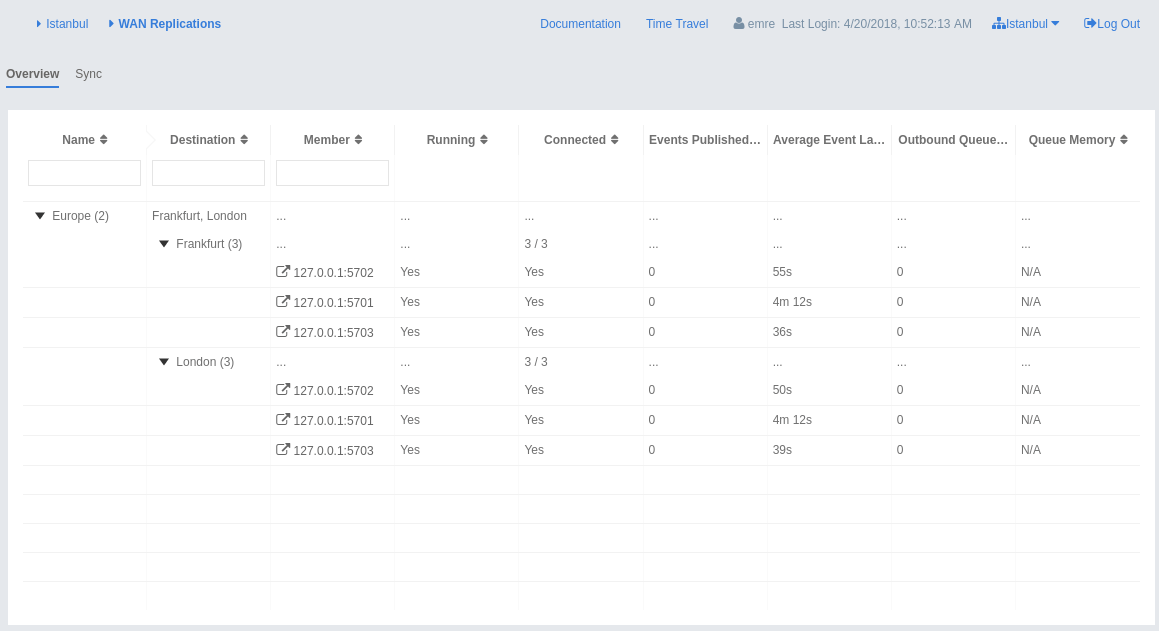 Istanbul WAN Replications Documentation Time Travel emre Last Login: 4/20/2018, 10:52:13 AM Istanbul Log Out
Overview Sync
Name Destination Member Running Connected Events Published... Average Event La... Outbound Queue... Queue Memory
Europe (2) Frankfurt, London ... ... ... ... ... ... ...
Frankfurt (3) ... ... 3 / 3 ... ... ... ...
127.0.0.1:5702 Yes Yes 0 55s 0 N/A
127.0.0.1:5701 Yes Yes 0 4m 12s 0 N/A
127.0.0.1:5703 Yes Yes 0 36s 0 N/A
London (3) ... ... 3 / 3 ... ... ... ...
127.0.0.1:5702 Yes Yes 0 50s 0 N/A
127.0.0.1:5701 Yes Yes 0 4m 12s 0 N/A
127.0.0.1:5703 Yes Yes 0 39s 0 N/A